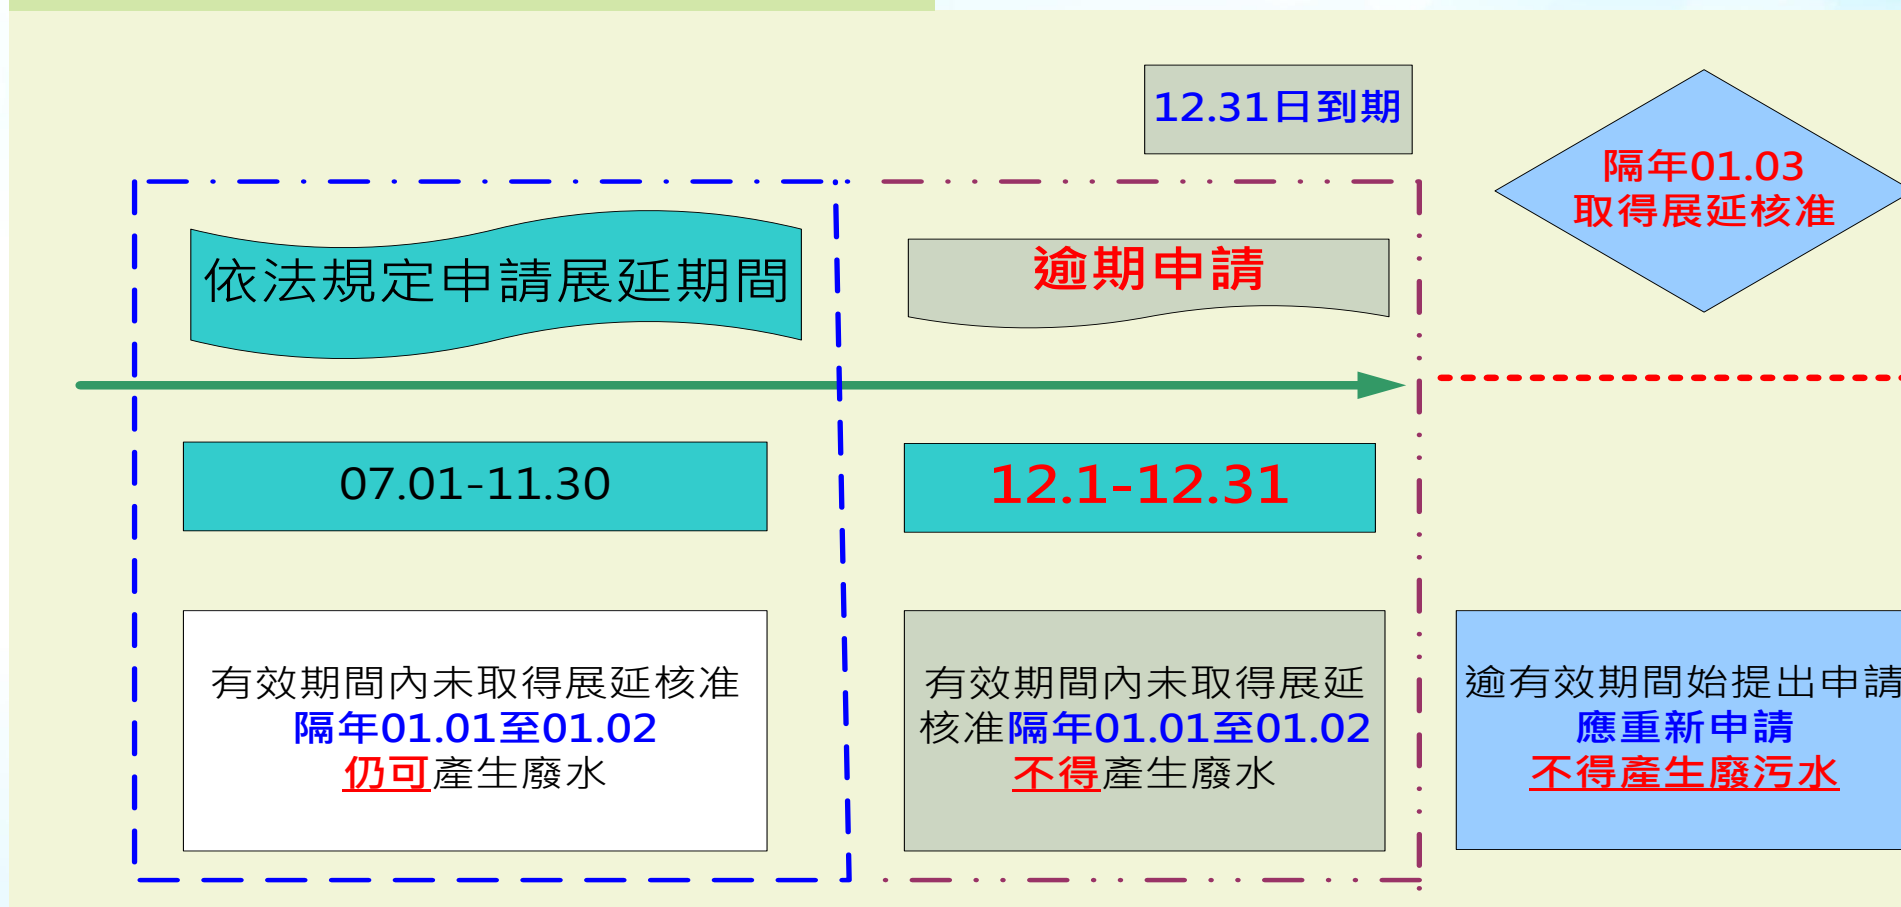 12.31日到期
隔年01.03
取得展延核准
依法規定申請展延期間
逾期申請
07.01-11.30
12.1-12.31
有效期間內未取得展延核准
隔年01.01至01.02
仍可產生廢水
有效期間內未取得展延
核准隔年01.01至01.02
不得產生廢水
逾有效期間始提出申請
應重新申請
不得產生廢污水